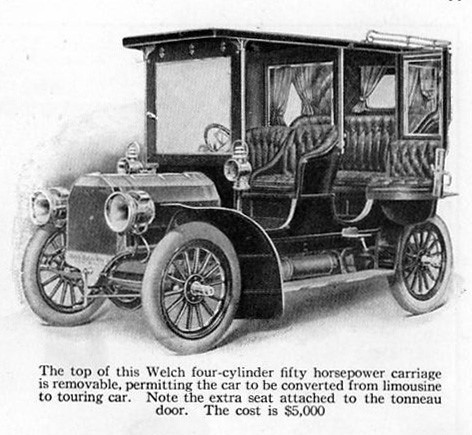 The top of this Welch four-cylinder fifty horsepower carriage
is removable, permitting the car to be converted from limousine
to touring car. Note the extra seat attached to the tonneau
door. The cost is $5,000